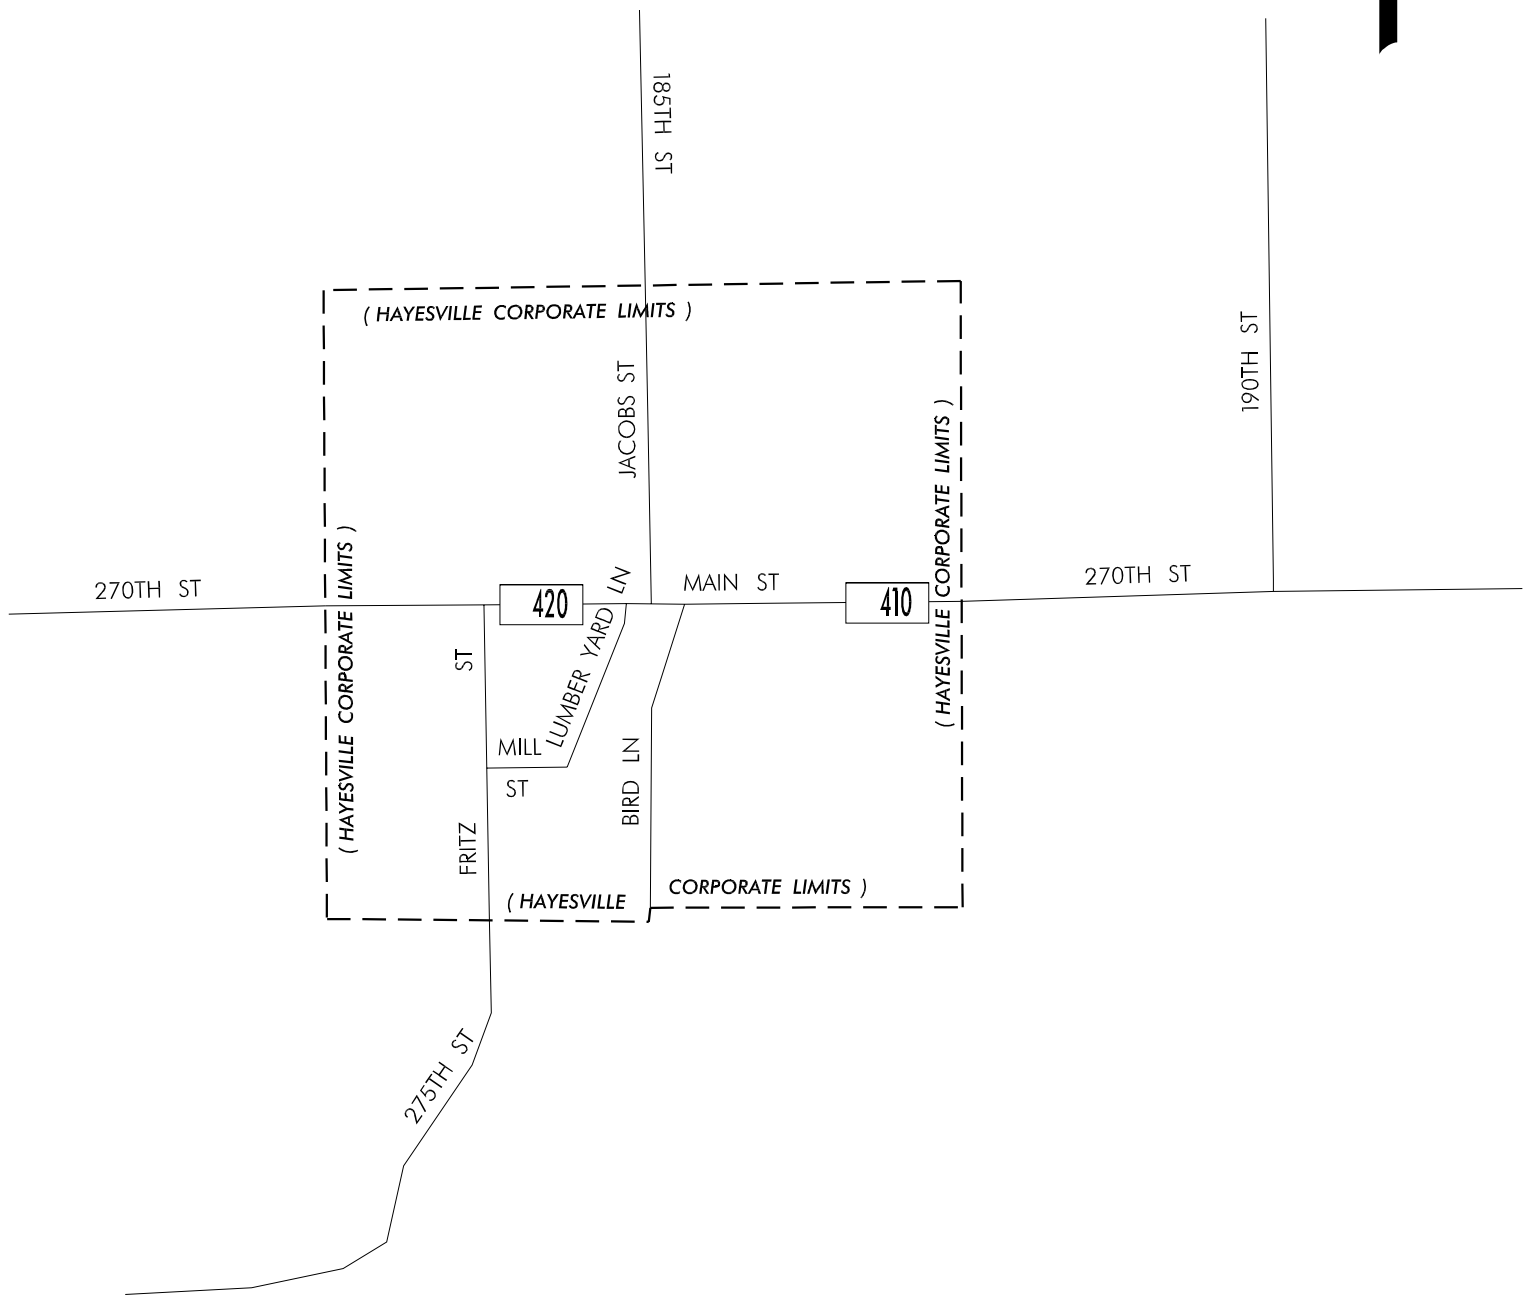 185TH ST
( HAYESVILLE CORPORATE LIMITS )
190TH ST
JACOBS ST
( HAYESVILLE CORPORATE LIMITS )
( HAYESVILLE CORPORATE LIMITS )
270TH ST
420
LUMBER YARD LN
MAIN ST
410
270TH ST
MILL
ST
BIRD LN
FRITZ ST
( HAYESVILLE CORPORATE LIMITS )
275TH ST